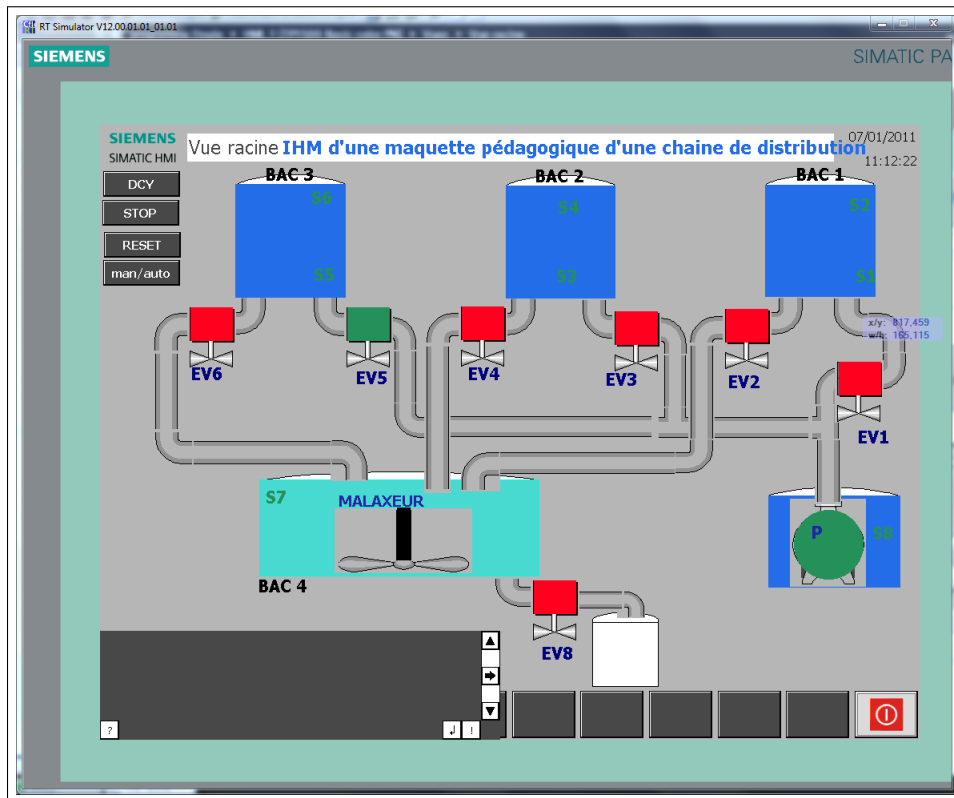 RT Simulator V12.00.01.01_01.01
SIEMENS
SIMATIC PA
SIEMENS
SIMATIC HMI
Vue racine IHM d'une maquette pédagogique d'une chaine de distribution
07/01/2011
11:12:22
DCY
STOP
RESET
man/auto
BAC 3
BAC 2
BAC 1
S6
S4
S2
S5
S3
S1
x/y: 817,459
w/h: 165,115
EV6
EV5
EV4
EV3
EV2
EV1
S7
MALAXEUR
P
S8
BAC 4
EV8
?
!